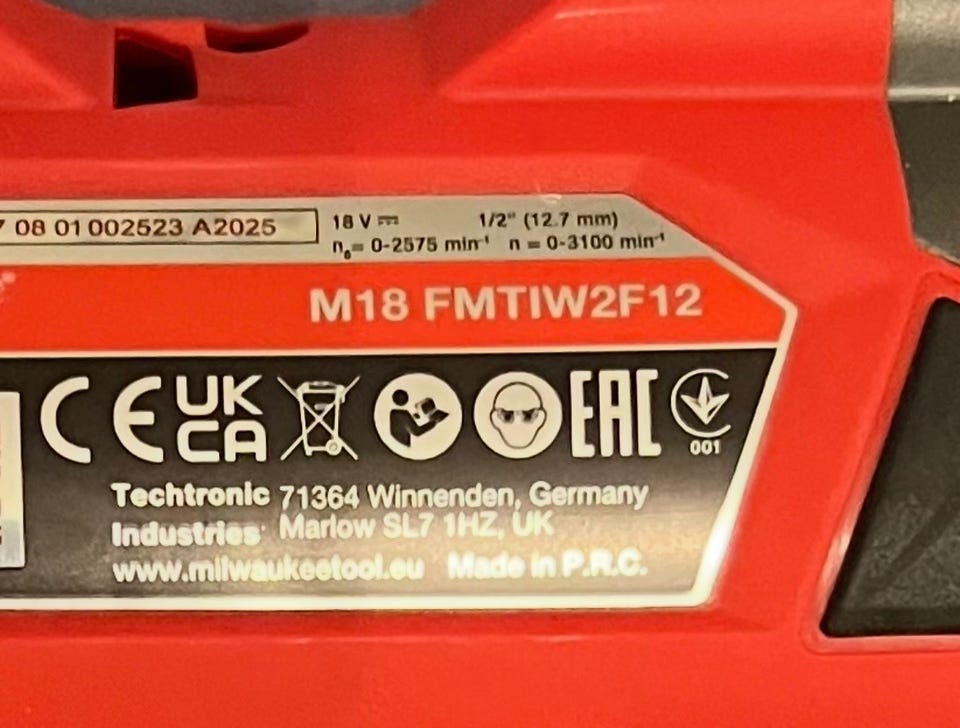 08 01 002523 A2025
18 V 1/2" (12.7 mm)
n₀= 0-2575 min⁻¹ n = 0-3100 min⁻¹
M18 FMTIW2F12
CE UK CA EAC 001
Techtronic 71364 Winnenden, Germany
Industries Marlow SL7 1HZ, UK
www.milwaukeetool.eu Made in P.R.C.